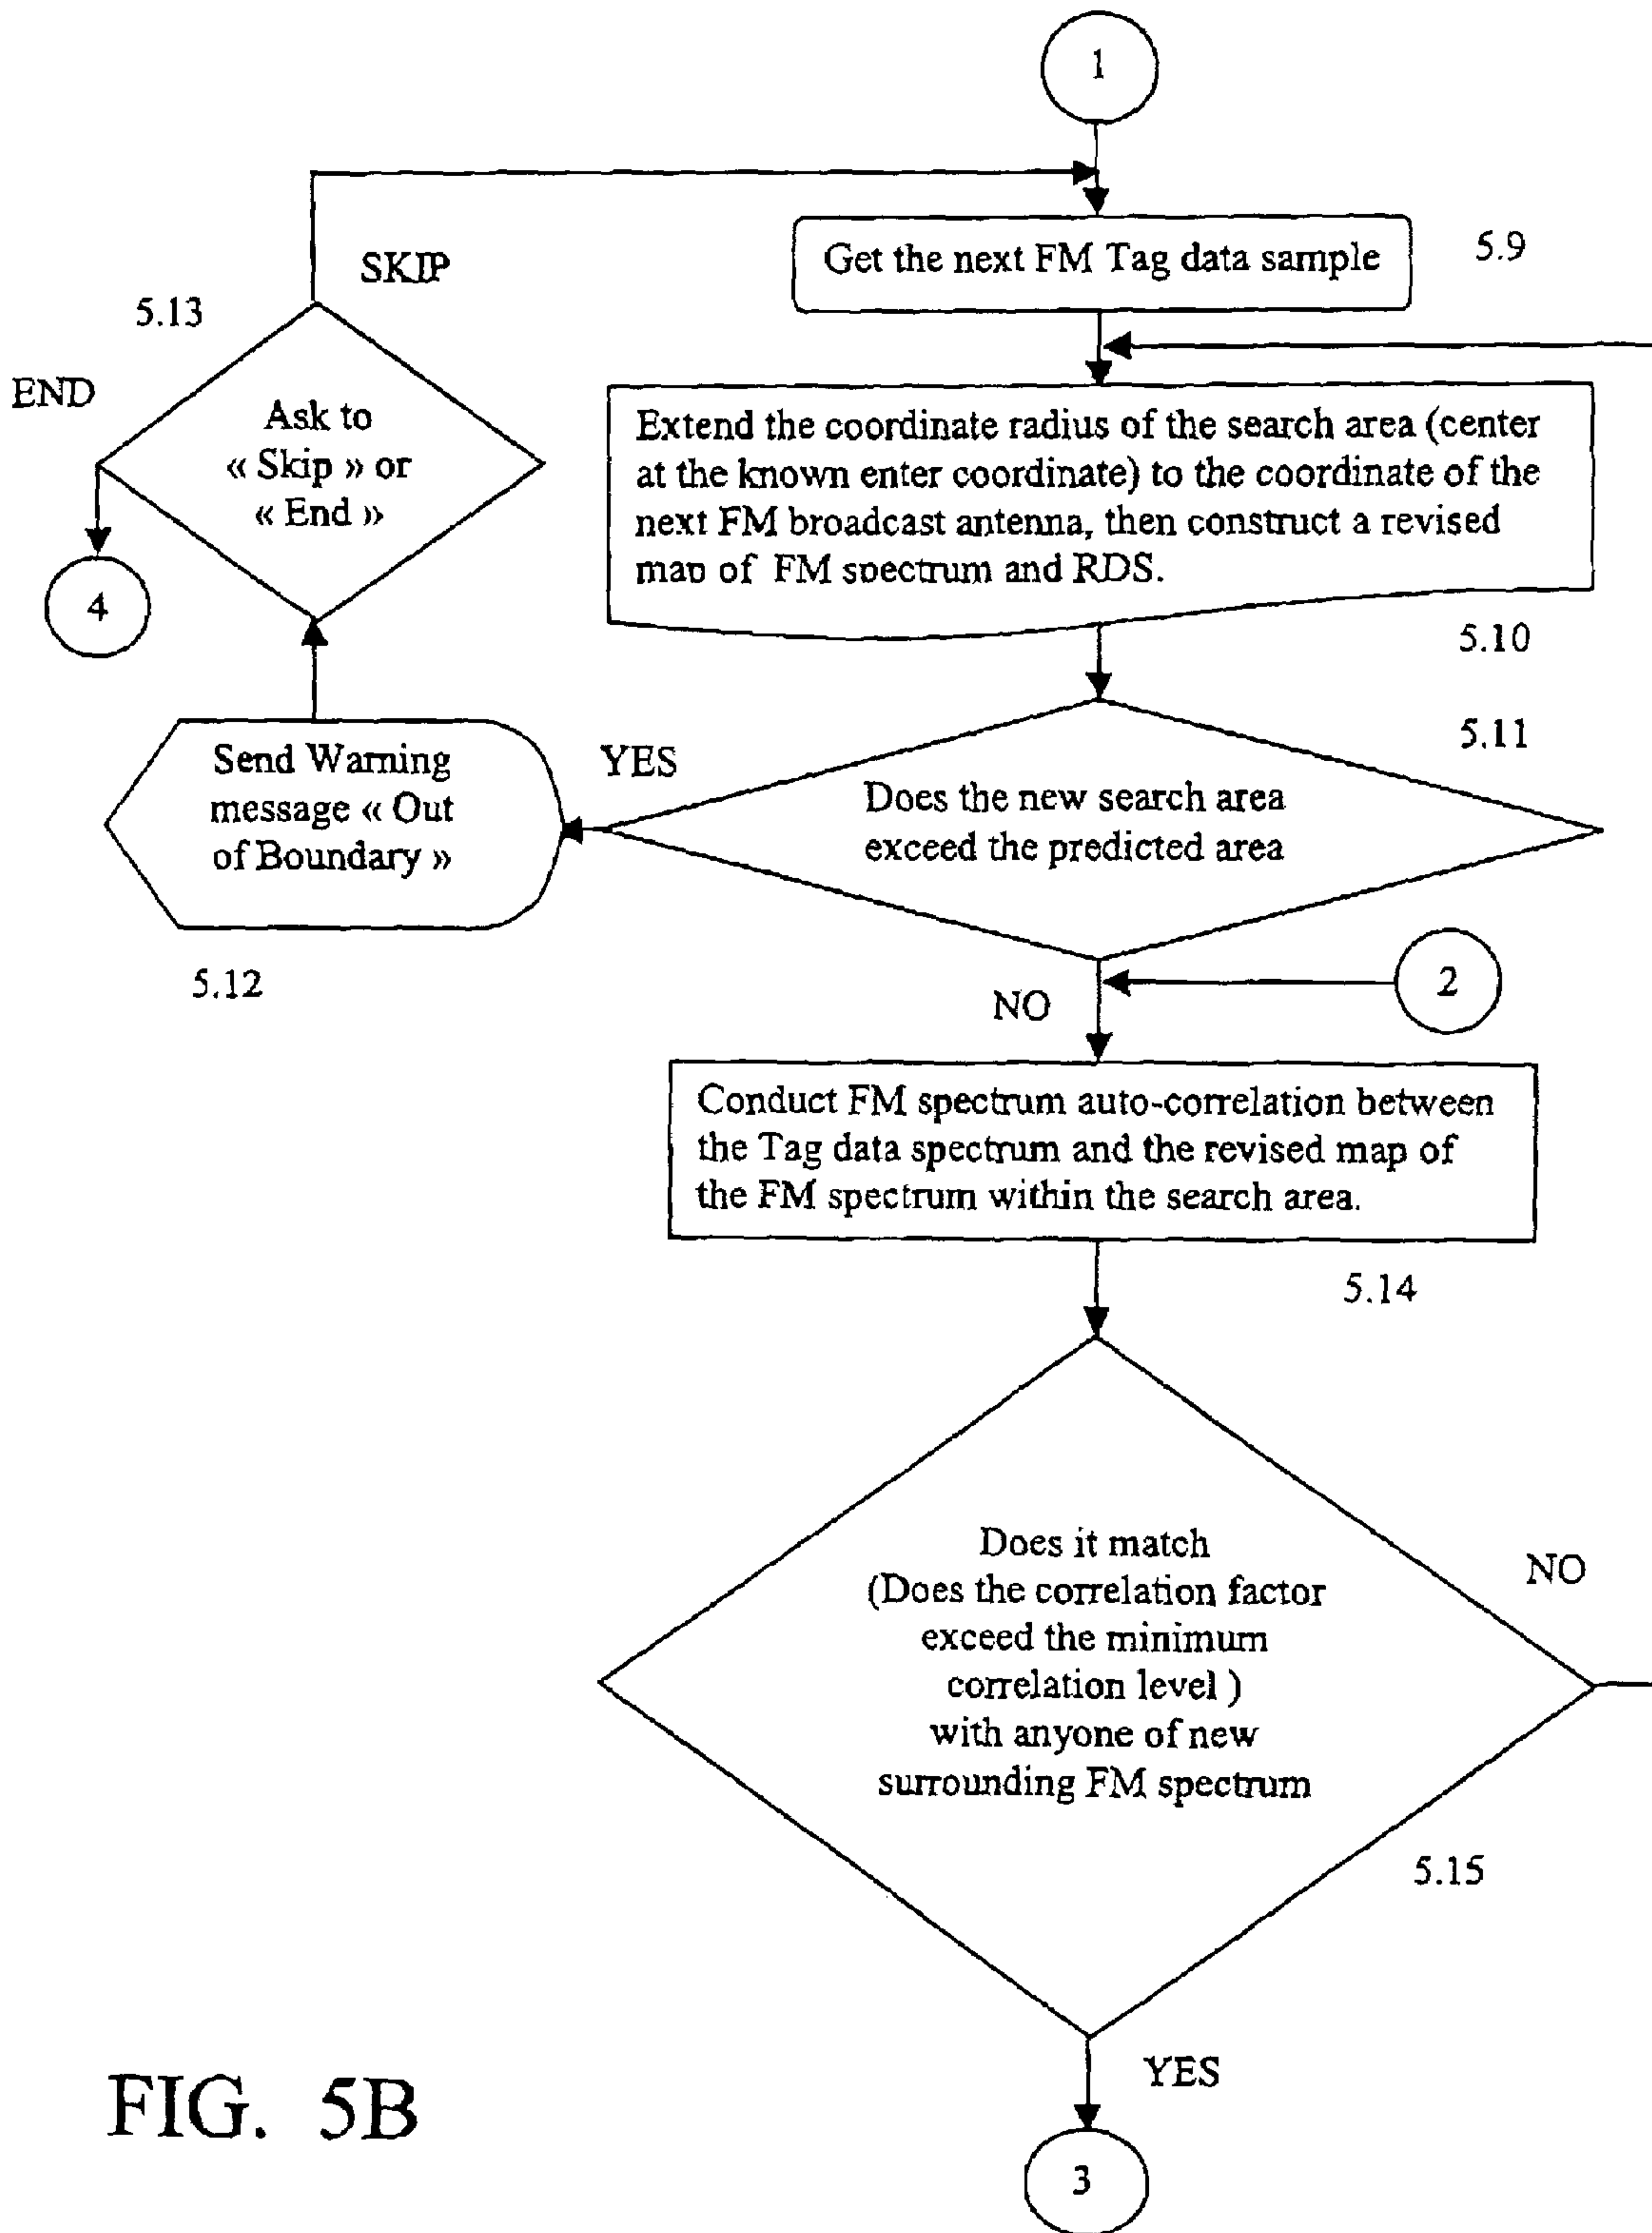 1
SKIP
Get the next FM Tag data sample
5.9
5.13
END
Ask to
« Skip » or
« End »
Extend the coordinate radius of the search area (center
at the known enter coordinate) to the coordinate of the
next FM broadcast antenna, then construct a revised
map of FM spectrum and RDS.
4
5.10
5.11
Send Warning
message « Out
of Boundary »
YES
Does the new search area
exceed the predicted area
5.12
NO
2
Conduct FM spectrum auto-correlation between
the Tag data spectrum and the revised map of
the FM spectrum within the search area.
5.14
Does it match
(Does the correlation factor
exceed the minimum
correlation level )
with anyone of new
surrounding FM spectrum
NO
5.15
YES
FIG. 5B
3